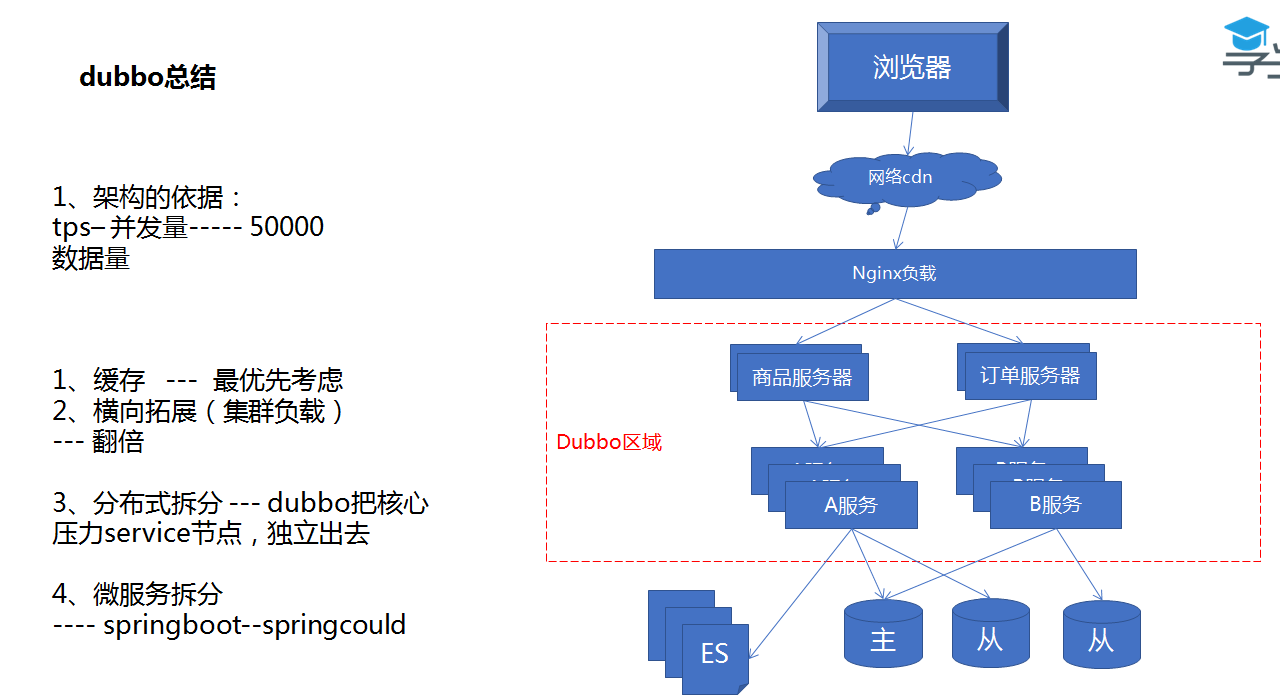 dubbo总结
1、架构的依据：
tps–并发量----- 50000
数据量
1、缓存 --- 最优先考虑
2、横向拓展（集群负载）
--- 翻倍
3、分布式拆分 --- dubbo把核心
压力service节点，独立出去
4、微服务拆分
---- springboot--springcould
浏览器
网络cdn
Nginx负载
商品服务器
订单服务器
Dubbo区域
A服务
B服务
ES
主
从
从